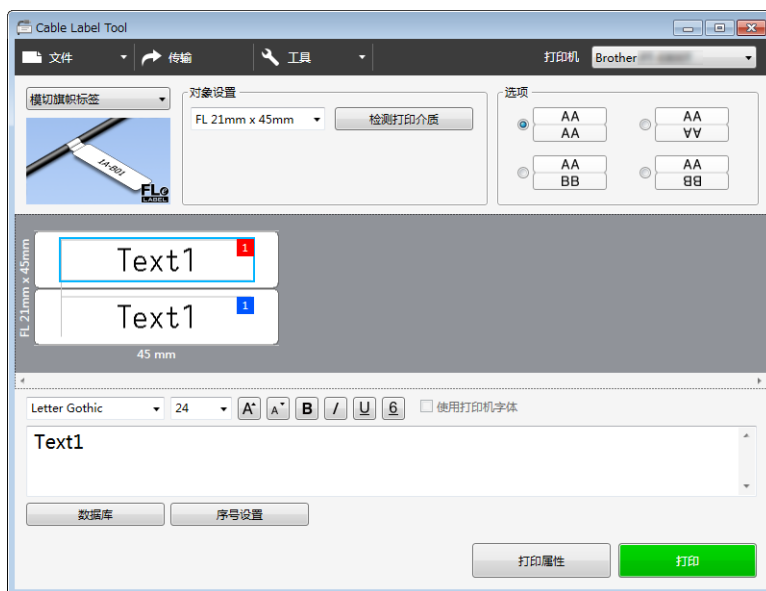 Cable Label Tool
文件 传输 工具 打印机 Brother
模切旗帜标签
对象设置
选项
FL 21mm x 45mm 检测打印介质
AA AA
AA AA
AA AA
BB BB
1A-B01
FLe
LABEL
FL 21mm x 45mm
Text1 1
Text1 1
45 mm
Letter Gothic 24 A A B I U 6 使用打印机字体
Text1
数据库 序号设置
打印属性 打印